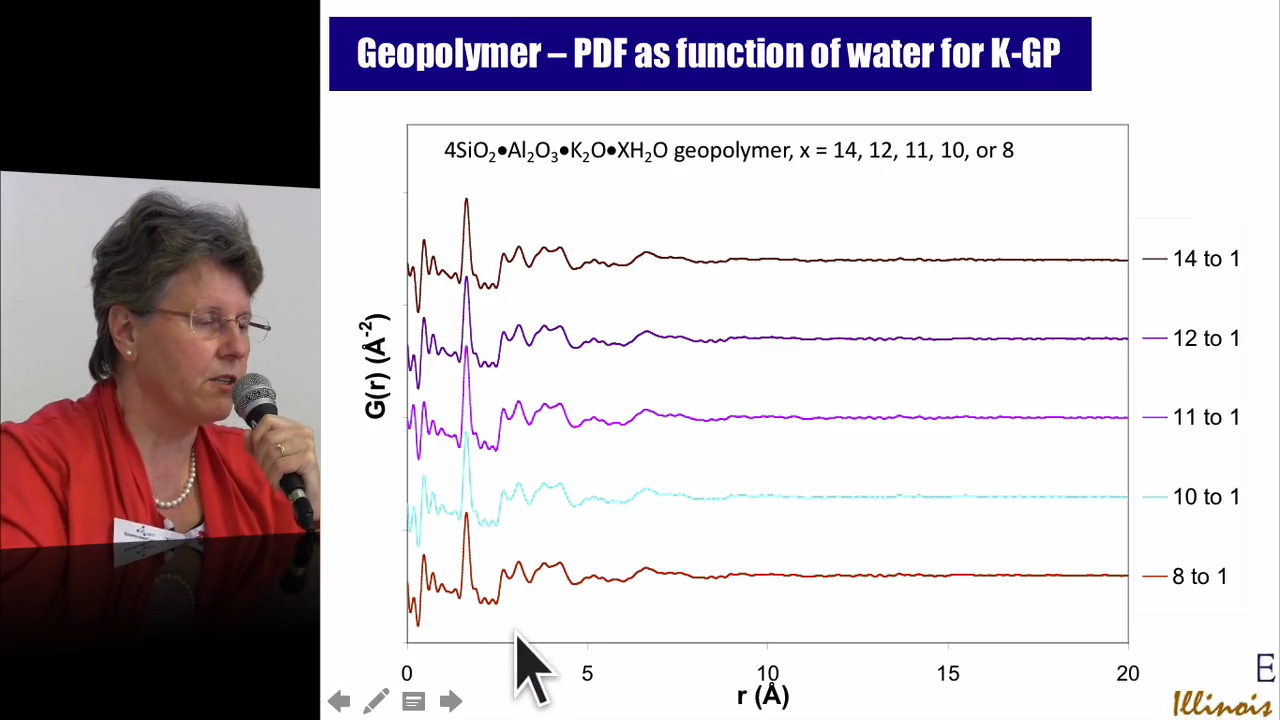 Geopolymer – PDF as function of water for K-GP
4SiO₂•Al₂O₃•K₂O•XH₂O geopolymer, x = 14, 12, 11, 10, or 8
14 to 1
12 to 1
11 to 1
10 to 1
8 to 1
G(r) (Å⁻²)
0 5 10 15 20
r (Å)
E
Illinois